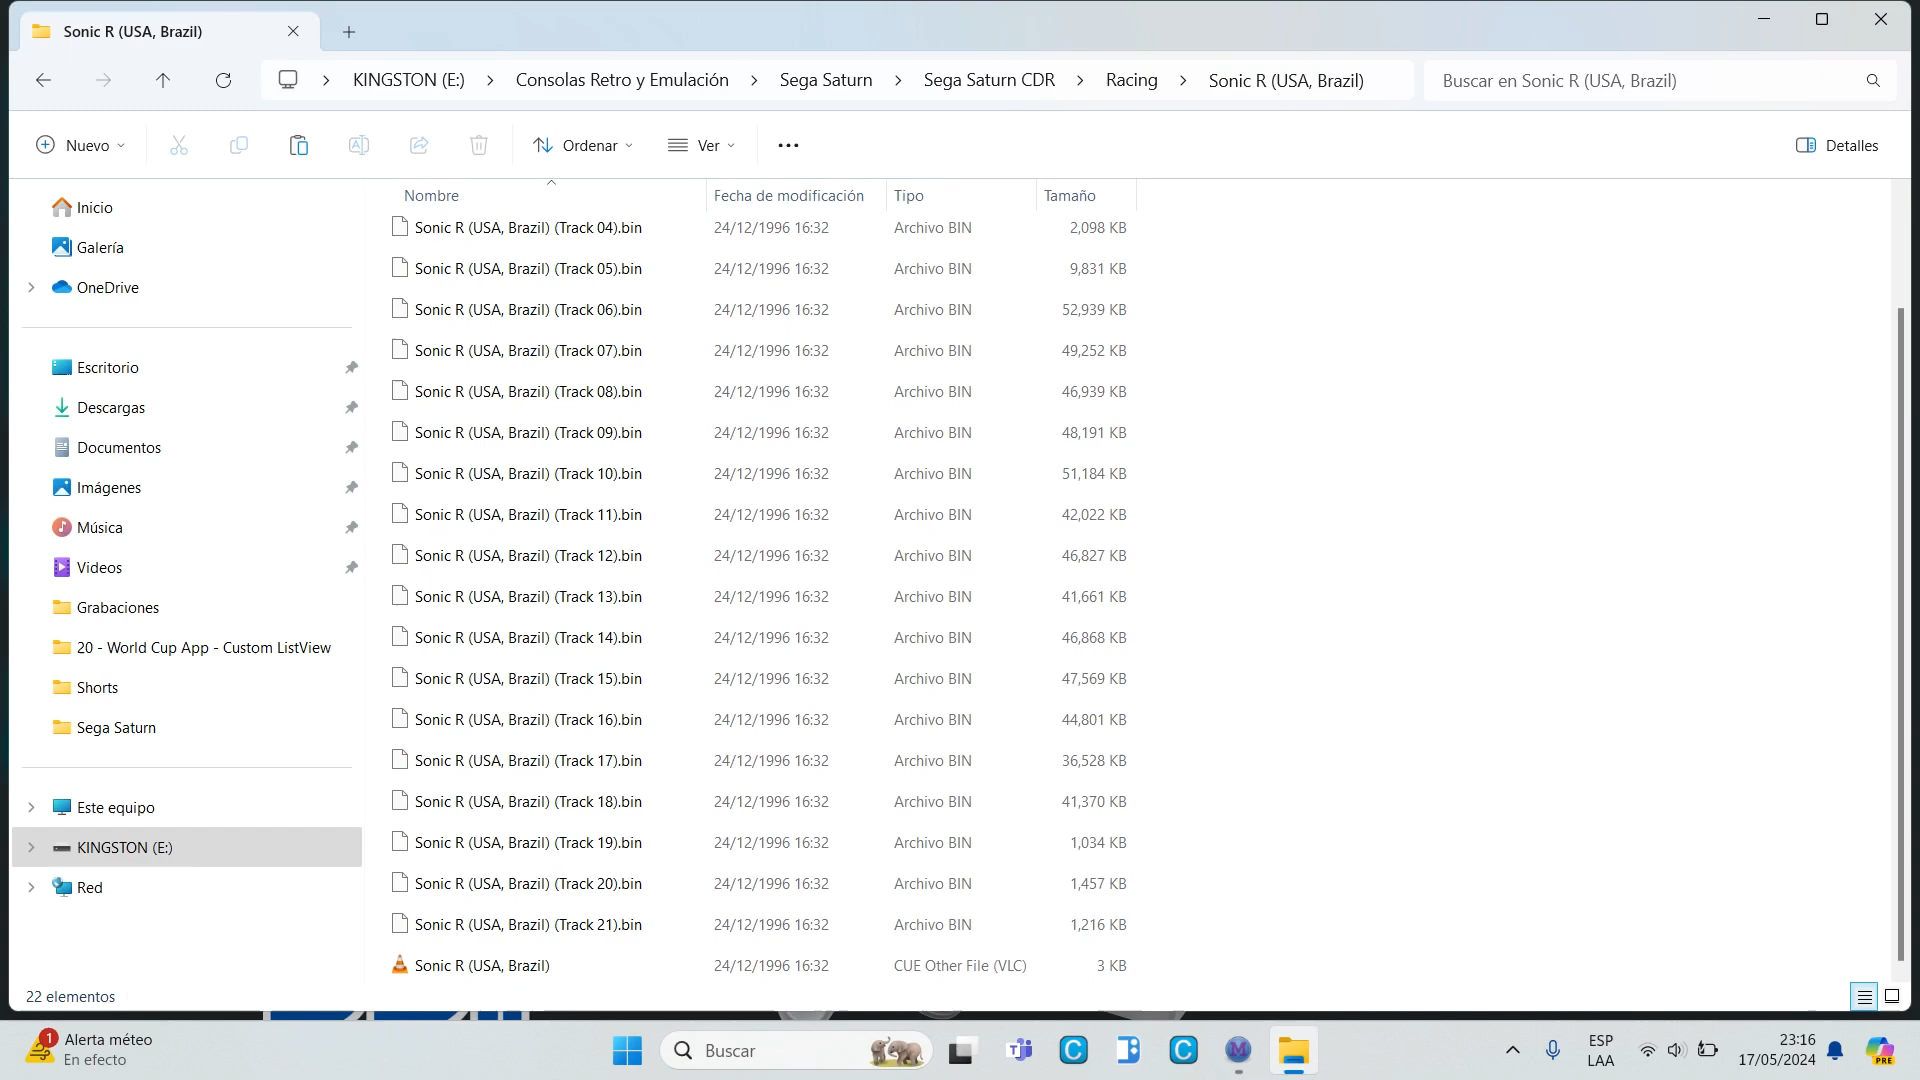 Sonic R (USA, Brazil)
KINGSTON (E:) Consolas Retro y Emulación Sega Saturn Sega Saturn CDR Racing Sonic R (USA, Brazil) Buscar en Sonic R (USA, Brazil)
Nuevo Ordenar Ver Detalles
Nombre Fecha de modificación Tipo Tamaño
Inicio
Galería
OneDrive
Escritorio
Descargas
Documentos
Imágenes
Música
Videos
Grabaciones
20 - World Cup App - Custom ListView
Shorts
Sega Saturn
Este equipo
KINGSTON (E:)
Red
Sonic R (USA, Brazil) (Track 04).bin 24/12/1996 16:32 Archivo BIN 2,098 KB
Sonic R (USA, Brazil) (Track 05).bin 24/12/1996 16:32 Archivo BIN 9,831 KB
Sonic R (USA, Brazil) (Track 06).bin 24/12/1996 16:32 Archivo BIN 52,939 KB
Sonic R (USA, Brazil) (Track 07).bin 24/12/1996 16:32 Archivo BIN 49,252 KB
Sonic R (USA, Brazil) (Track 08).bin 24/12/1996 16:32 Archivo BIN 46,939 KB
Sonic R (USA, Brazil) (Track 09).bin 24/12/1996 16:32 Archivo BIN 48,191 KB
Sonic R (USA, Brazil) (Track 10).bin 24/12/1996 16:32 Archivo BIN 51,184 KB
Sonic R (USA, Brazil) (Track 11).bin 24/12/1996 16:32 Archivo BIN 42,022 KB
Sonic R (USA, Brazil) (Track 12).bin 24/12/1996 16:32 Archivo BIN 46,827 KB
Sonic R (USA, Brazil) (Track 13).bin 24/12/1996 16:32 Archivo BIN 41,661 KB
Sonic R (USA, Brazil) (Track 14).bin 24/12/1996 16:32 Archivo BIN 46,868 KB
Sonic R (USA, Brazil) (Track 15).bin 24/12/1996 16:32 Archivo BIN 47,569 KB
Sonic R (USA, Brazil) (Track 16).bin 24/12/1996 16:32 Archivo BIN 44,801 KB
Sonic R (USA, Brazil) (Track 17).bin 24/12/1996 16:32 Archivo BIN 36,528 KB
Sonic R (USA, Brazil) (Track 18).bin 24/12/1996 16:32 Archivo BIN 41,370 KB
Sonic R (USA, Brazil) (Track 19).bin 24/12/1996 16:32 Archivo BIN 1,034 KB
Sonic R (USA, Brazil) (Track 20).bin 24/12/1996 16:32 Archivo BIN 1,457 KB
Sonic R (USA, Brazil) (Track 21).bin 24/12/1996 16:32 Archivo BIN 1,216 KB
Sonic R (USA, Brazil) 24/12/1996 16:32 CUE Other File (VLC) 3 KB
22 elementos
1
Alerta méteo
En efecto
Buscar
ESP
LAA
23:16
17/05/2024
PRE